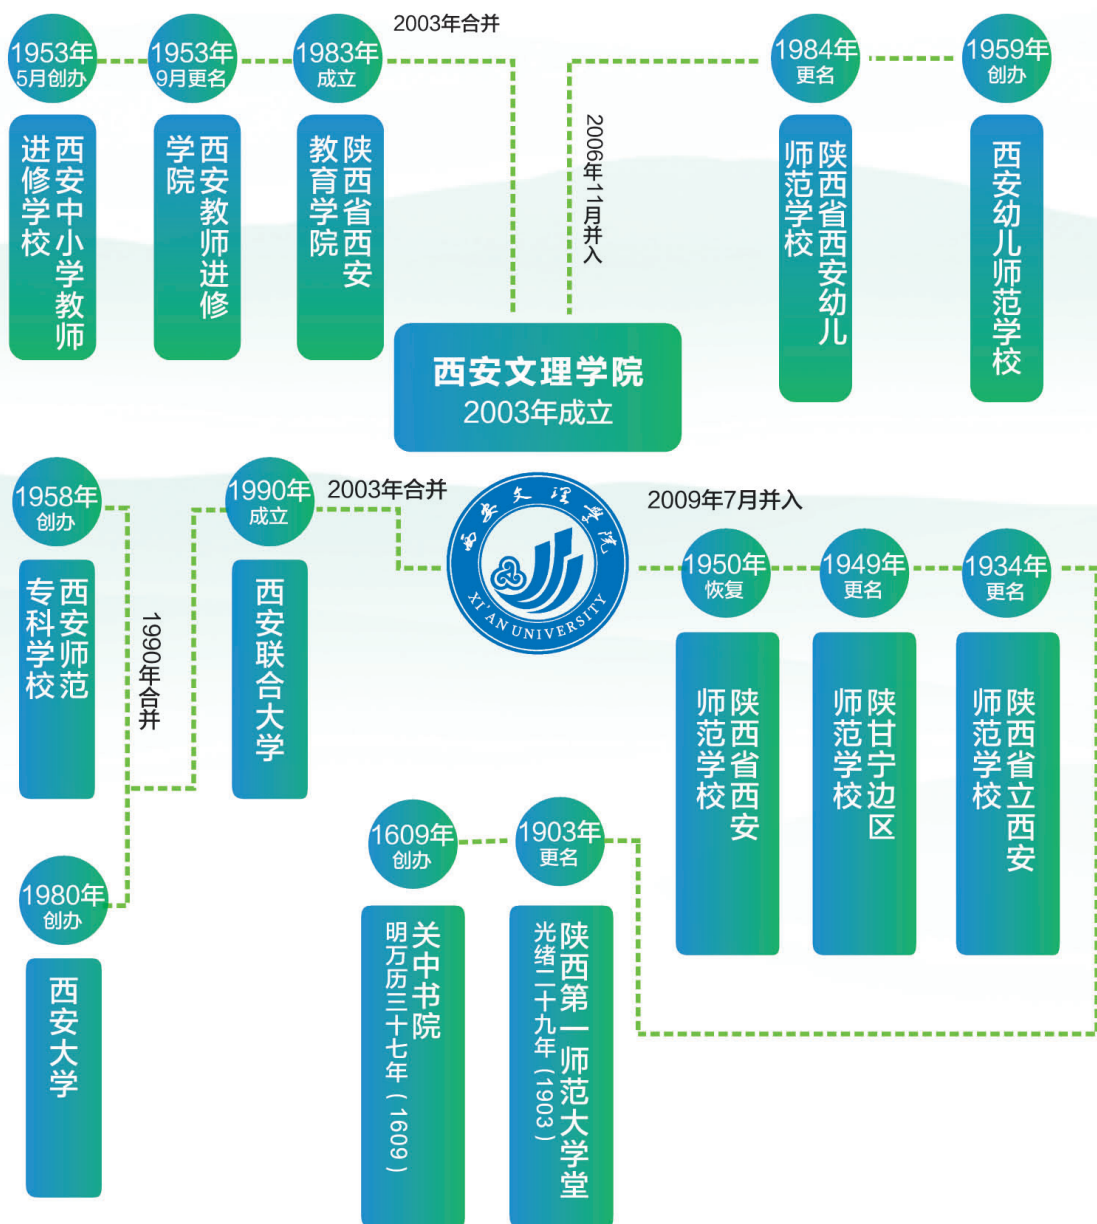 2003年合并
1953年
5月创办
1953年
9月更名
1983年
成立
1984年
更名
1959年
创办
西安中小学教师
进修学校
西安教师进修
学院
陕西省西安
教育学院
2006年11月并入
陕西省西安幼儿
师范学校
西安幼儿师范学校
西安文理学院
2003年成立
1958年
创办
1990年
成立
2003年合并
西安文理学院
XI'AN UNIVERSITY
2009年7月并入
1950年
恢复
1949年
更名
1934年
更名
西安师范
专科学校
1990年合并
西安联合大学
陕西省西安
师范学校
陕甘宁边区
师范学校
陕西省立西安
师范学校
1980年
创办
西安大学
1609年
创办
1903年
更名
关中书院
明万历三十七年（1609）
陕西第一师范大学堂
光绪二十九年（1903）